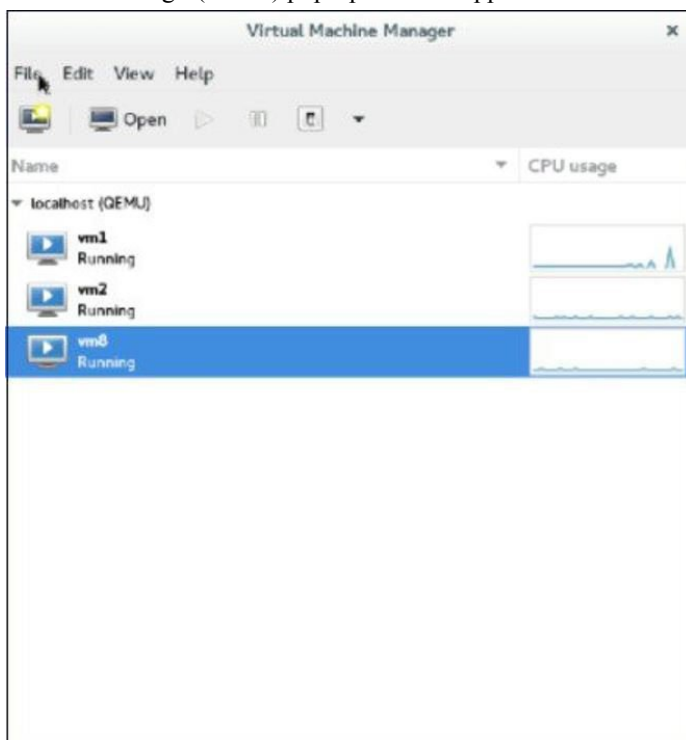 Virtual Machine Manager
File Edit View Help
Open
Name CPU usage
localhost (QEMU)
vm1
Running
vm2
Running
vm8
Running